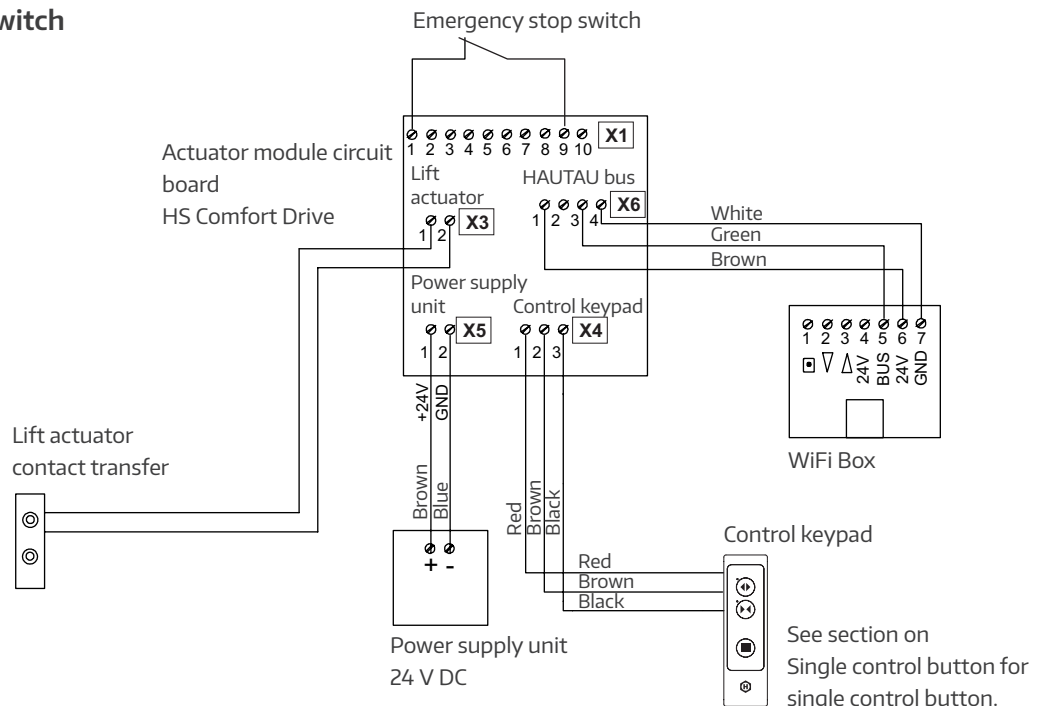 witch
Emergency stop switch
X1
1 2 3 4 5 6 7 8 9 10
Actuator module circuit
board
HS Comfort Drive
Lift
actuator
X3
1 2
HAUTAU bus
X6
1 2 3 4
White
Green
Brown
Power supply
unit
X5
1 2
Control keypad
X4
1 2 3
1 2 3 4 5 6 7
24V
BUS
24V
GND
WiFi Box
+24V
GND
Lift actuator
contact transfer
Brown
Blue
Red
Brown
Black
+ -
Power supply unit
24 V DC
Red
Brown
Black
Control keypad
H
See section on
Single control button for
single control button.